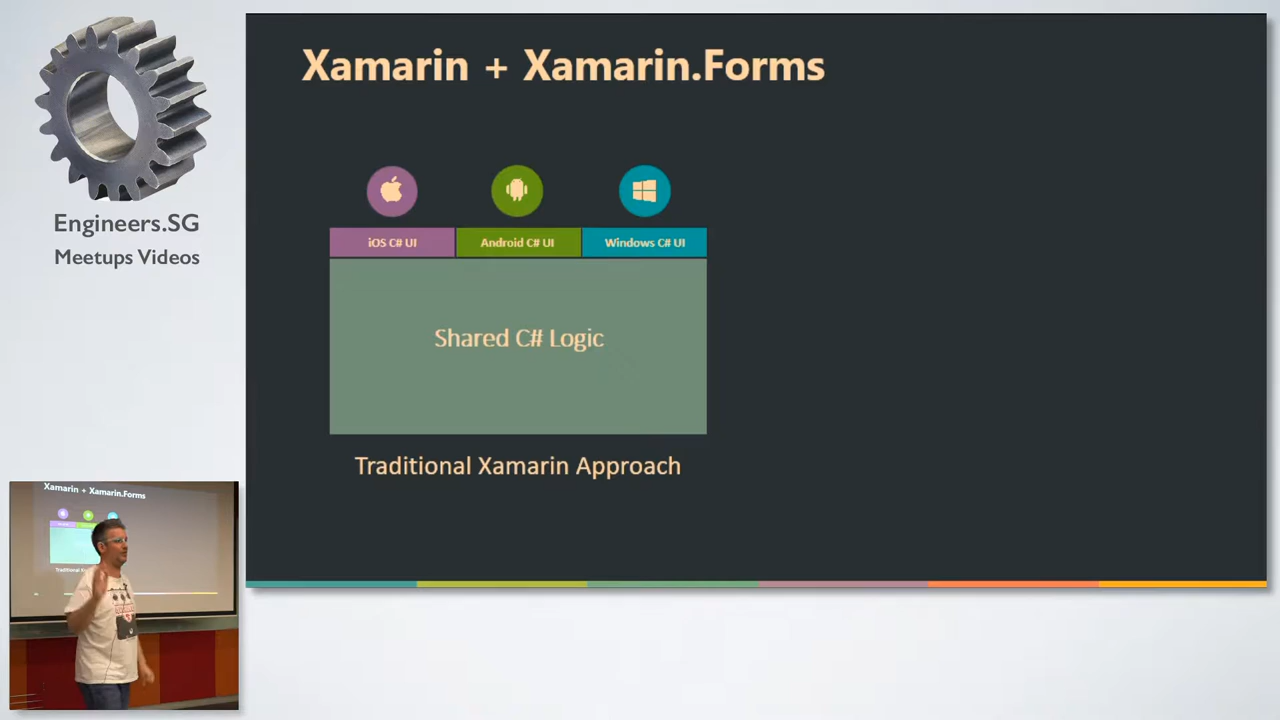 Xamarin + Xamarin.Forms
iOS C# UI
Android C# UI
Windows C# UI
Shared C# Logic
Traditional Xamarin Approach
Engineers.SG
Meetups Videos
Xamarin + Xamarin.Forms